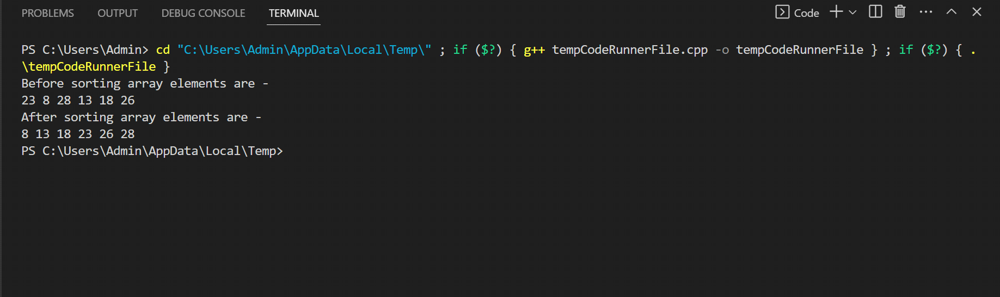 PROBLEMS OUTPUT DEBUG CONSOLE TERMINAL Code
PS C:\Users\Admin> cd "C:\Users\Admin\AppData\Local\Temp\" ; if ($?) { g++ tempCodeRunnerFile.cpp -o tempCodeRunnerFile } ; if ($?) { .
\tempCodeRunnerFile }
Before sorting array elements are -
23 8 28 13 18 26
After sorting array elements are -
8 13 18 23 26 28
PS C:\Users\Admin\AppData\Local\Temp>